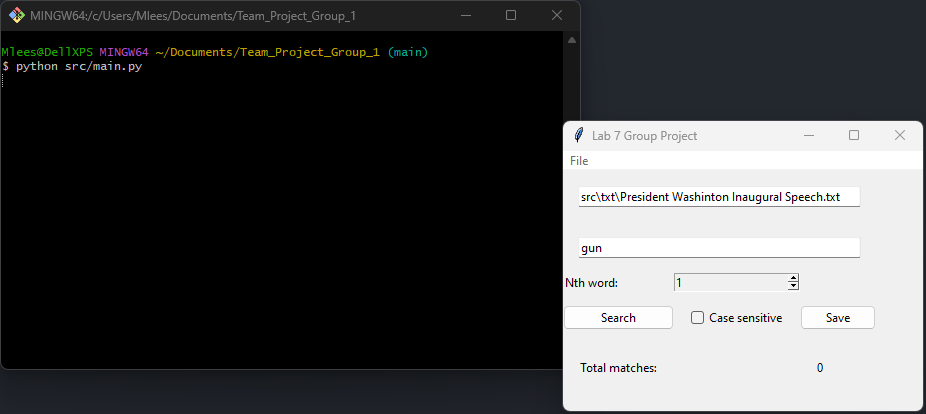 MINGW64:/c/Users/Mlees/Documents/Team_Project_Group_1
Mlees@DellXPS MINGW64 ~/Documents/Team_Project_Group_1 (main)
$ python src/main.py
Lab 7 Group Project
File
src\txt\President Washinton Inaugural Speech.txt
gun
Nth word: 1
Search Case sensitive Save
Total matches: 0